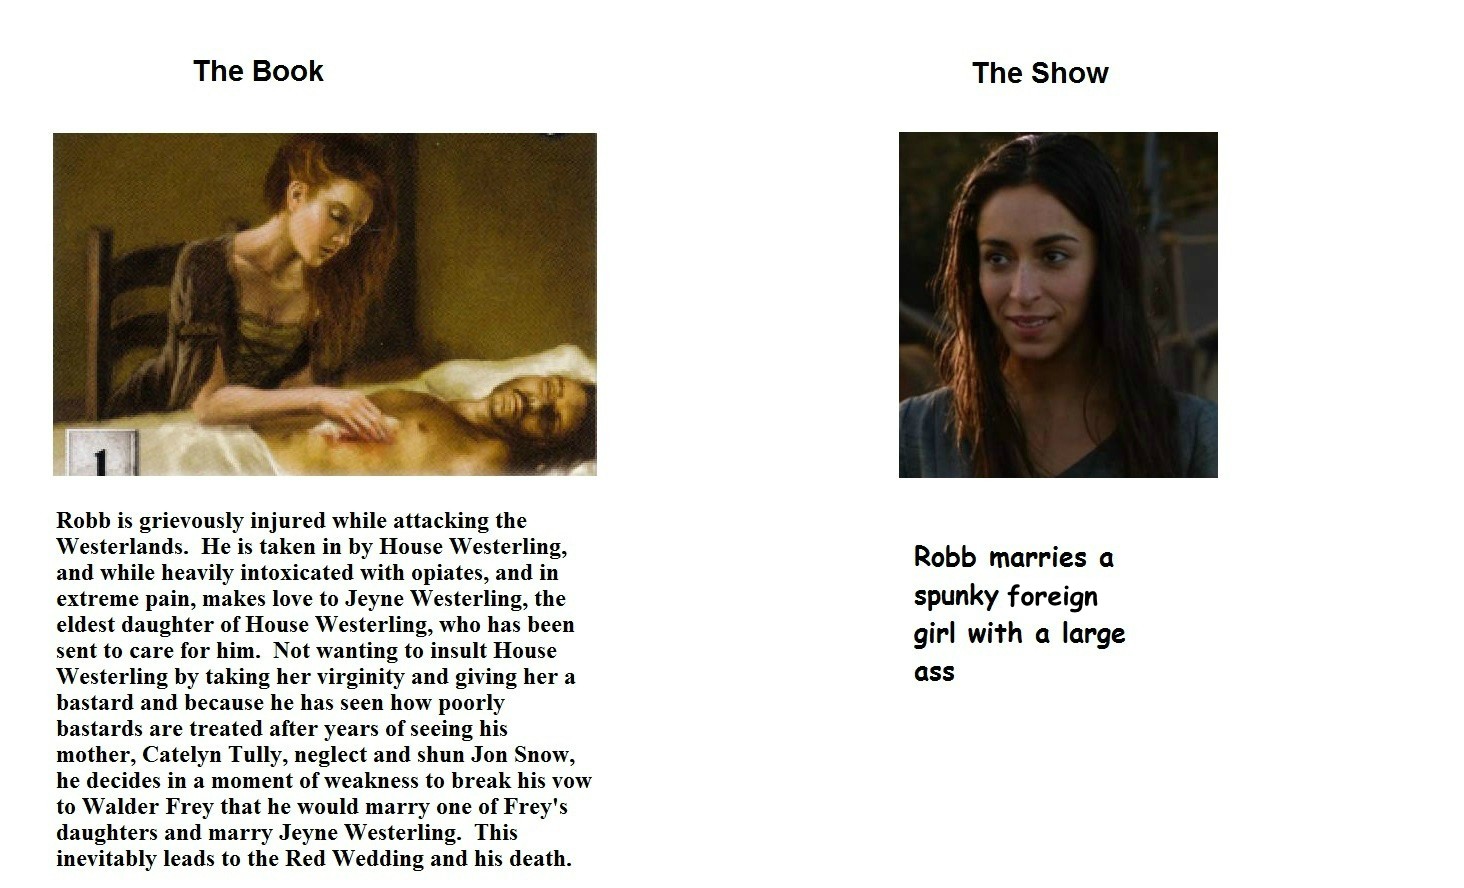 The Book
The Show
1
Robb is grievously injured while attacking the
Westerlands.  He is taken in by House Westerling,
and while heavily intoxicated with opiates, and in
extreme pain, makes love to Jeyne Westerling, the
eldest daughter of House Westerling, who has been
sent to care for him.  Not wanting to insult House
Westerling by taking her virginity and giving her a
bastard and because he has seen how poorly
bastards are treated after years of seeing his
mother, Catelyn Tully, neglect and shun Jon Snow,
he decides in a moment of weakness to break his vow
to Walder Frey that he would marry one of Frey's
daughters and marry Jeyne Westerling.  This
inevitably leads to the Red Wedding and his death.
Robb marries a
spunky foreign
girl with a large
ass